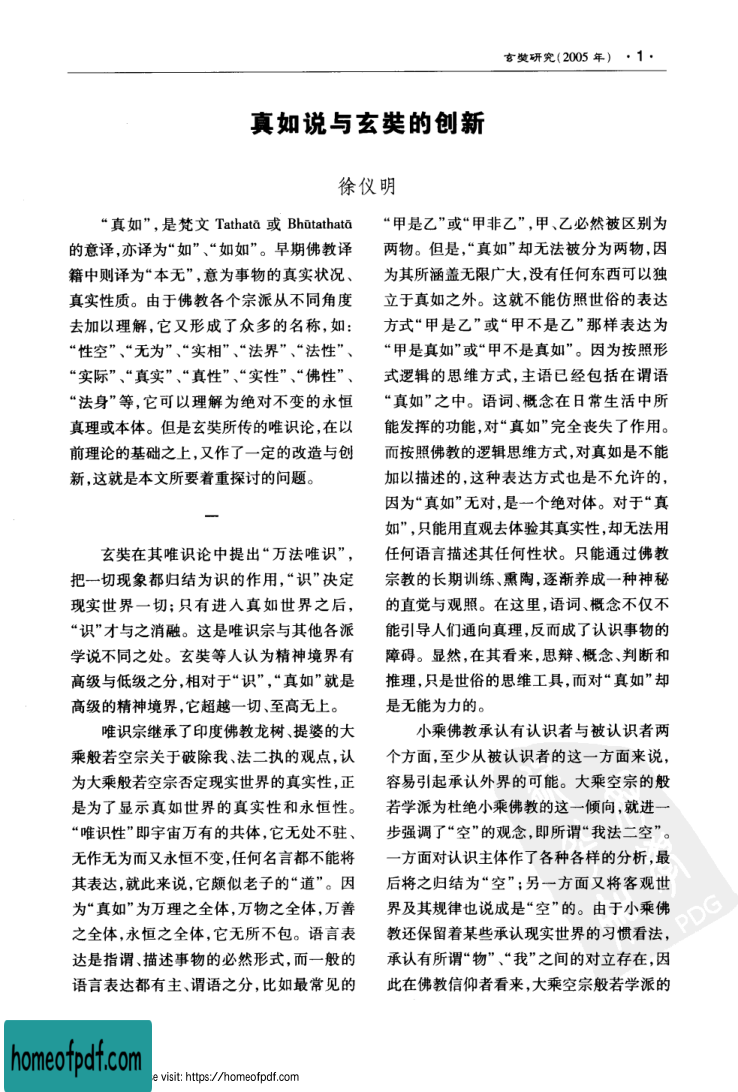 玄奘研究(2005 年) ·1·
真如说与玄奘的创新
徐仪明
“真如”,是梵文 Tathatā 或 Bhūtathatā
的意译,亦译为“如”、“如如”。早期佛教译
籍中则译为“本无”,意为事物的真实状况、
真实性质。由于佛教各个宗派从不同角度
去加以理解,它又形成了众多的名称,如:
“性空”、“无为”、“实相”、“法界”、“法性”、
“实际”、“真实”、“真性”、“实性”、“佛性”、
“法身”等,它可以理解为绝对不变的永恒
真理或本体。但是玄奘所传的唯识论,在以
前理论的基础之上,又作了一定的改造与创
新,这就是本文所要着重探讨的问题。
一
玄奘在其唯识论中提出“万法唯识”,
把一切现象都归结为识的作用,“识”决定
现实世界一切;只有进入真如世界之后,
“识”才与之消融。这是唯识宗与其他各派
学说不同之处。玄奘等人认为精神境界有
高级与低级之分,相对于“识”,“真如”就是
高级的精神境界,它超越一切、至高无上。
唯识宗继承了印度佛教龙树、提婆的大
乘般若空宗关于破除我、法二执的观点,认
为大乘般若空宗否定现实世界的真实性,正
是为了显示真如世界的真实性和永恒性。
“唯识性”即宇宙万有的共体,它无处不驻、
无作无为而又永恒不变,任何名言都不能将
其表达,就此来说,它颇似老子的“道”。因
为“真如”为万理之全体,万物之全体,万善
之全体,永恒之全体,它无所不包。语言表
达是指谓、描述事物的必然形式,而一般的
语言表达都有主、谓语之分,比如最常见的
“甲是乙”或“甲非乙”,甲、乙必然被区别为
两物。但是,“真如”却无法被分为两物,因
为其所涵盖无限广大,没有任何东西可以独
立于真如之外。这就不能仿照世俗的表达
方式“甲是乙”或“甲不是乙”那样表达为
“甲是真如”或“甲不是真如”。因为按照形
式逻辑的思维方式,主语已经包括在谓语
“真如”之中。语词、概念在日常生活中所
能发挥的功能,对“真如”完全丧失了作用。
而按照佛教的逻辑思维方式,对真如是不能
加以描述的,这种表达方式也是不允许的,
因为“真如”无对,是一个绝对体。对于“真
如”,只能用直观去体验其真实性,却无法用
任何语言描述其任何性状。只能通过佛教
宗教的长期训练、熏陶,逐渐养成一种神秘
的直觉与观照。在这里,语词、概念不仅不
能引导人们通向真理,反而成了认识事物的
障碍。显然,在其看来,思辩、概念、判断和
推理,只是世俗的思维工具,而对“真如”却
是无能为力的。
小乘佛教承认有认识者与被认识者两
个方面,至少从被认识者的这一方面来说,
容易引起承认外界的可能。大乘空宗的般
若学派为杜绝小乘佛教的这一倾向,就进一
步强调了“空”的观念,即所谓“我法二空”。
一方面对认识主体作了各种各样的分析,最
后将之归结为“空”;另一方面又将客观世
界及其规律也说成是“空”的。由于小乘佛
教还保留着某些承认现实世界的习惯看法,
承认有所谓“物”、“我”之间的对立存在,因
此在佛教信仰者看来,大乘空宗般若学派的
PDG
homeofpdf.com
e visit: https://homeofpdf.com